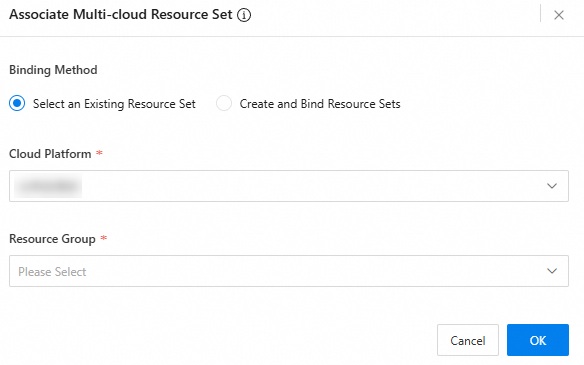 Associate Multi-cloud Resource Set
Binding Method
Select an Existing Resource Set
Create and Bind Resource Sets
Cloud Platform *
Resource Group *
Please Select
Cancel
OK